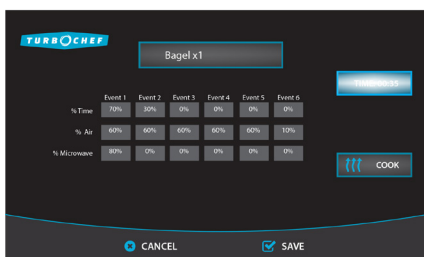 TURBOCHEF
Bagel x1
Event 1 Event 2 Event 3 Event 4 Event 5 Event 6
% Time 70% 30% 0% 0% 0% 0%
% Air 60% 60% 60% 60% 60% 10%
% Microwave 80% 0% 0% 0% 0% 0%
COOK
CANCEL SAVE